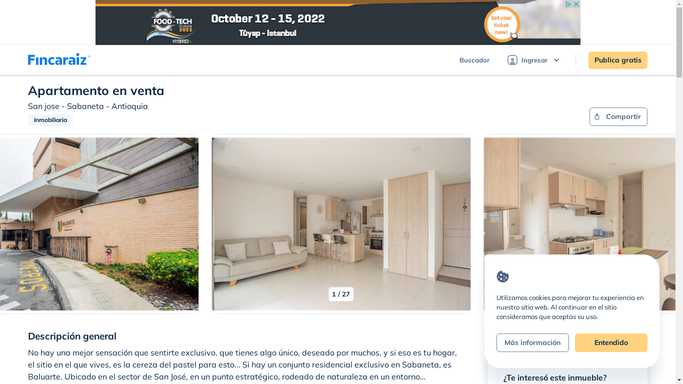 FOOD-TECH
October 12 - 15, 2022
Tüyap - Istanbul
Get your
ticket
now!
Fincaraiz
Buscador
Ingresar
Publica gratis
Apartamento en venta
San jose - Sabaneta - Antioquia
Inmobiliaria
Compartir
1 / 27
Utilizamos cookies para mejorar tu experiencia en
nuestro sitio web. Al continuar en el sitio
consideramos que aceptas su uso.
Más información
Entendido
Descripción general
No hay una mejor sensación que sentirte exclusivo, que tienes algo único, deseado por muchos, y si eso es tu hogar,
el sitio en el que vives, es la cereza del pastel para esto... Si hay un conjunto residencial exclusivo en Sabaneta, es
Baluarte. Ubicado en el sector de San José, en un punto estratégico, rodeado de naturaleza en un entorno...
¿Te interesó este inmueble?